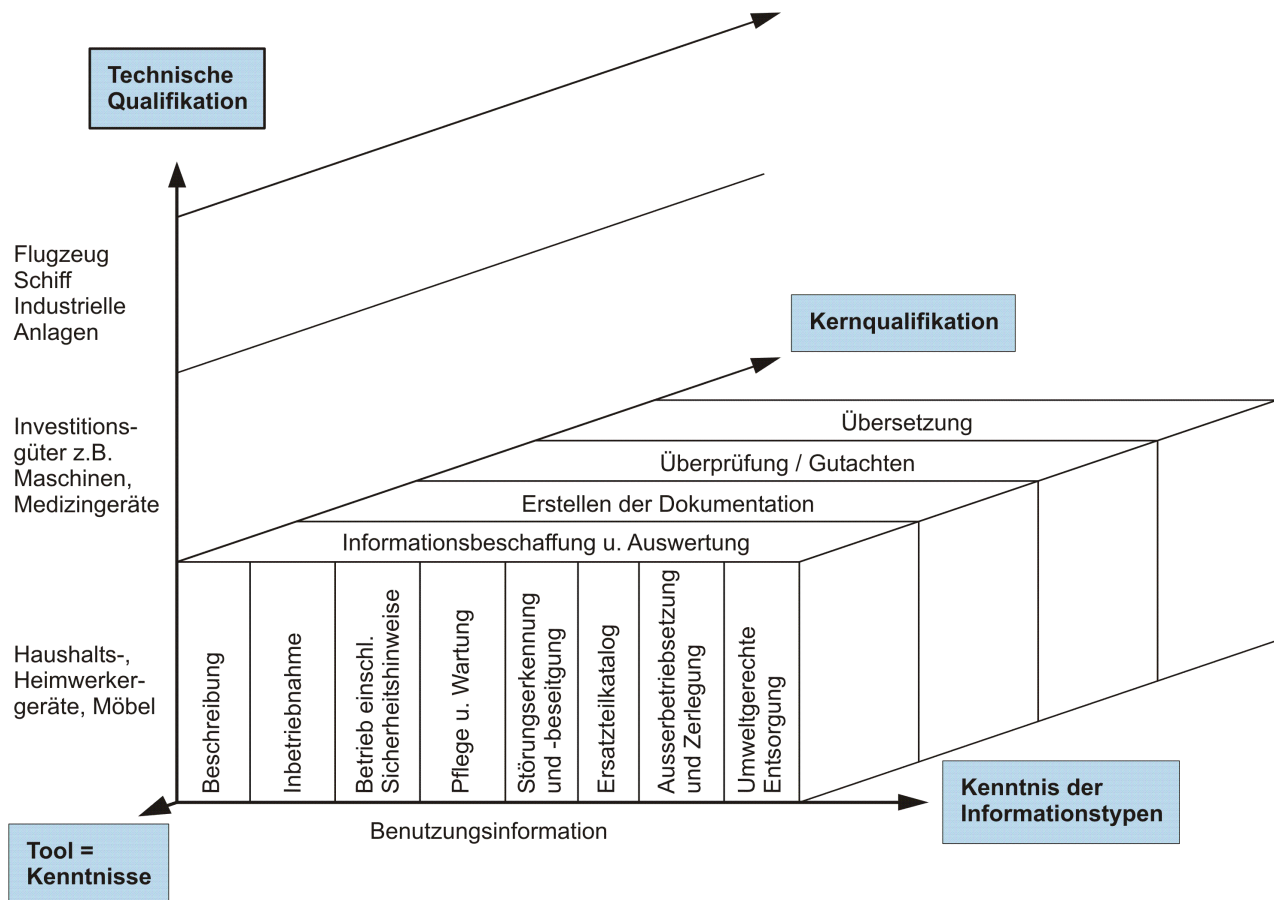 Technische
Qualifikation
Flugzeug
Schiff
Industrielle
Anlagen
Kernqualifikation
Investitions-
güter z.B.
Maschinen,
Medizingeräte
Übersetzung
Überprüfung / Gutachten
Erstellen der Dokumentation
Informationsbeschaffung u. Auswertung
Haushalts-,
Heimwerker-
geräte, Möbel
Beschreibung
Inbetriebnahme
Betrieb einschl.
Sicherheitshinweise
Pflege u. Wartung
Störungserkennung
und -beseitgung
Ersatzteilkatalog
Ausserbetriebsetzung
und Zerlegung
Umweltgerechte
Entsorgung
Kenntnis der
Informationstypen
Benutzungsinformation
Tool =
Kenntnisse